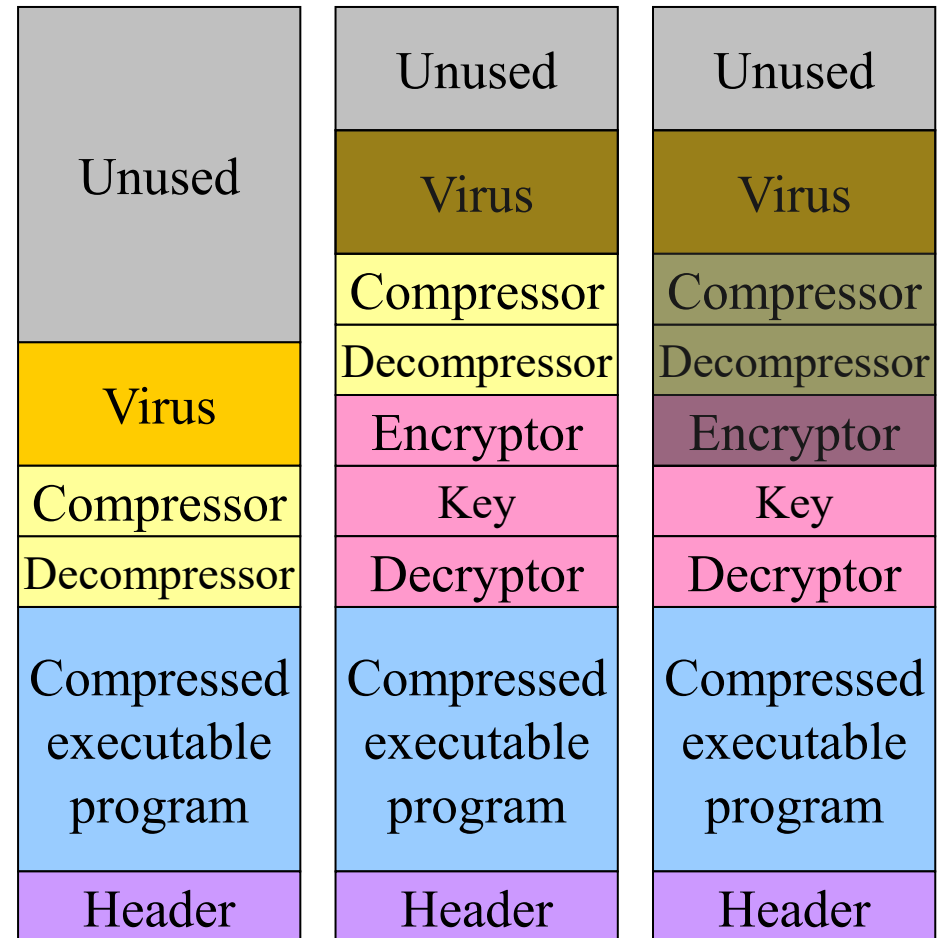 Unused
Virus
Compressor
Decompressor
Compressed
executable
program
Header
Unused
Virus
Compressor
Decompressor
Encryptor
Key
Decryptor
Compressed
executable
program
Header
Unused
Virus
Compressor
Decompressor
Encryptor
Key
Decryptor
Compressed
executable
program
Header